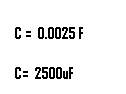 C = 0.0025 F
C = 2500uF